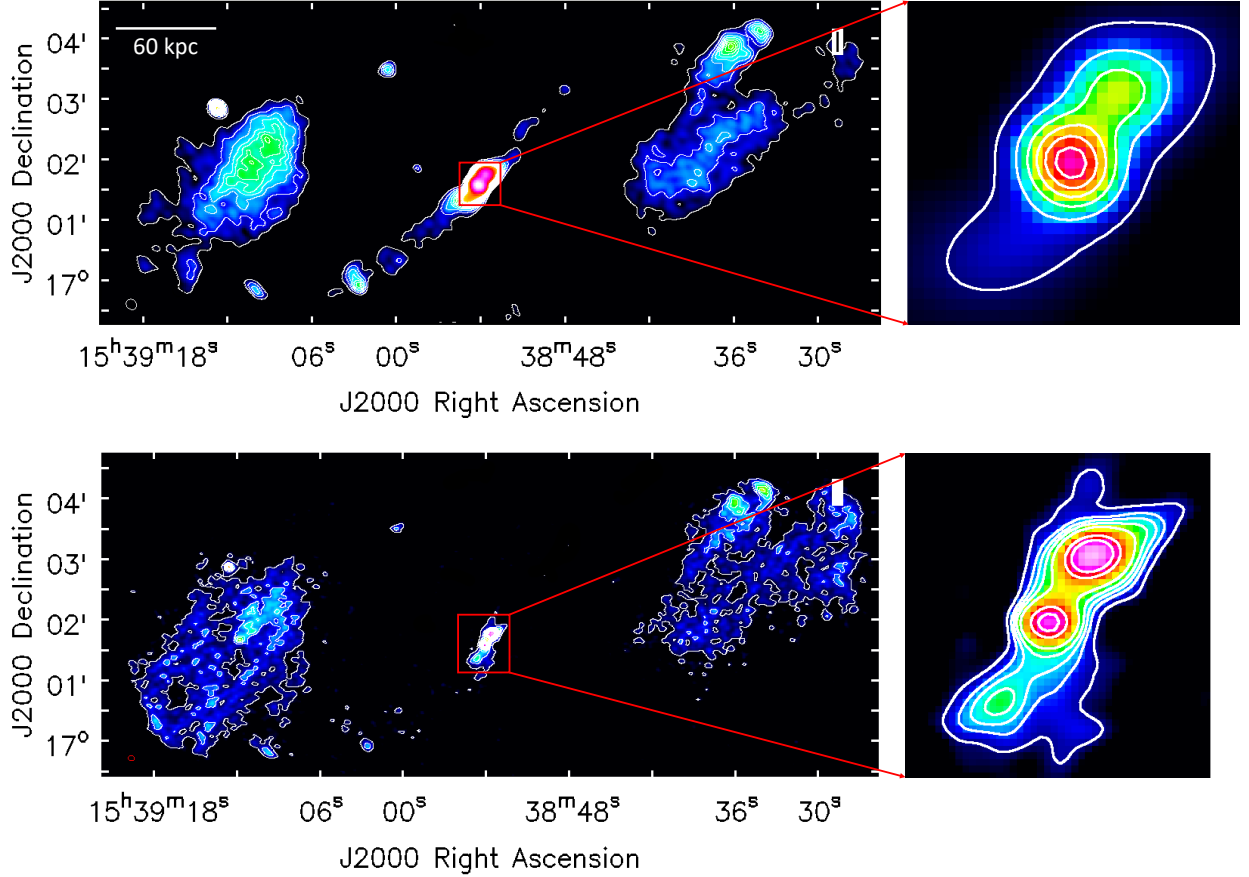 60 kpc
04'
03'
02'
01'
17°
J2000 Declination
15ʰ39ᵐ18ˢ 06ˢ 00ˢ 38ᵐ48ˢ 36ˢ 30ˢ
J2000 Right Ascension
04'
03'
02'
01'
17°
J2000 Declination
15ʰ39ᵐ18ˢ 06ˢ 00ˢ 38ᵐ48ˢ 36ˢ 30ˢ
J2000 Right Ascension